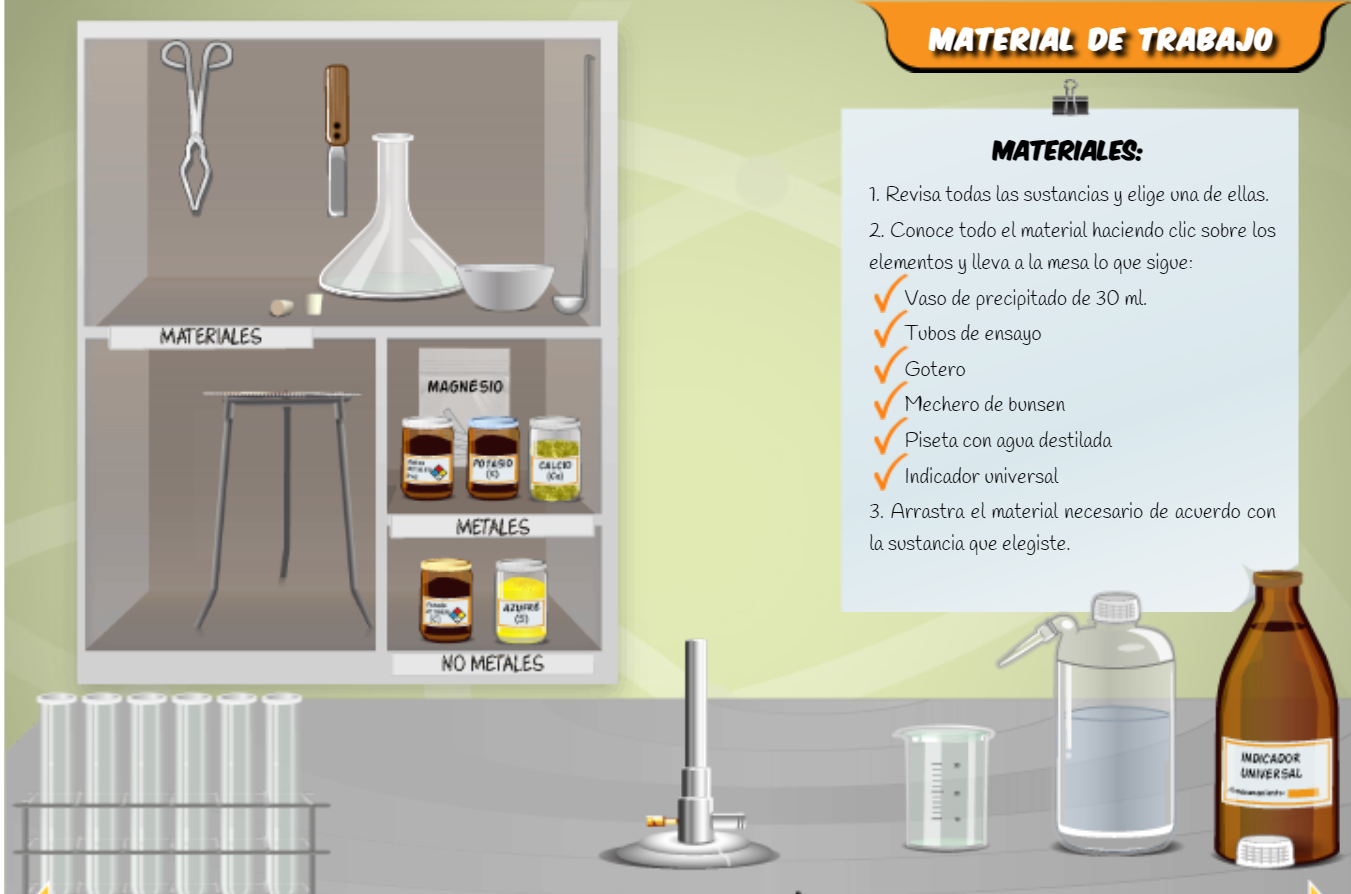 MATERIAL DE TRABAJO
MATERIALES:
1. Revisa todas las sustancias y elige una de ellas.
2. Conoce todo el material haciendo clic sobre los
elementos y lleva a la mesa lo que sigue:
Vaso de precipitado de 30 ml.
Tubos de ensayo
Gotero
Mechero de bunsen
Piseta con agua destilada
Indicador universal
3. Arrastra el material necesario de acuerdo con
la sustancia que elegiste.
MATERIALES
MAGNESIO
POTASIO
(K)
CALCIO
(Ca)
METALES
AZUFRE
(S)
NO METALES
INDICADOR
UNIVERSAL